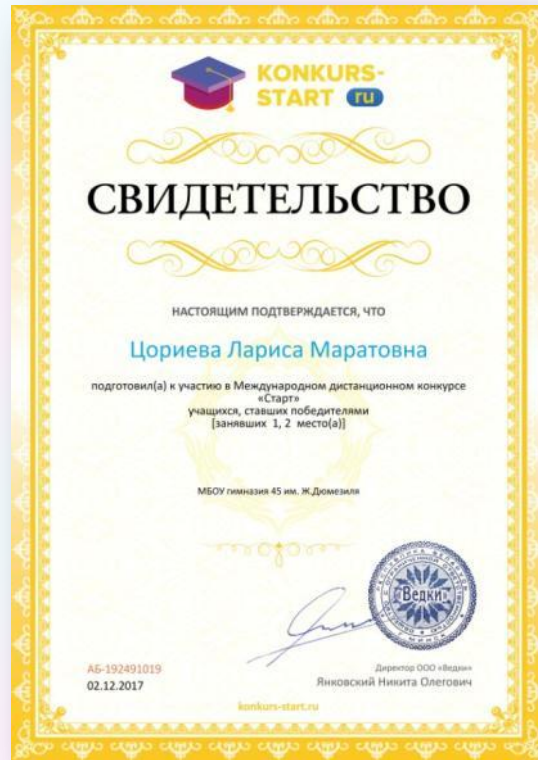 KONKURS-
START ru
СВИДЕТЕЛЬСТВО
НАСТОЯЩИМ ПОДТВЕРЖДАЕТСЯ, ЧТО
Цориева Лариса Маратовна
подготовил(а) к участию в Международном дистанционном конкурсе
«Старт»
учащихся, ставших победителями
[занявших 1, 2 место(а)]
МБОУ гимназия 45 им. Ж.Дюмезиля
«Ведки»
АБ-192491019
02.12.2017
Директор ООО «Ведки»
Янковский Никита Олегович
konkurs-start.ru